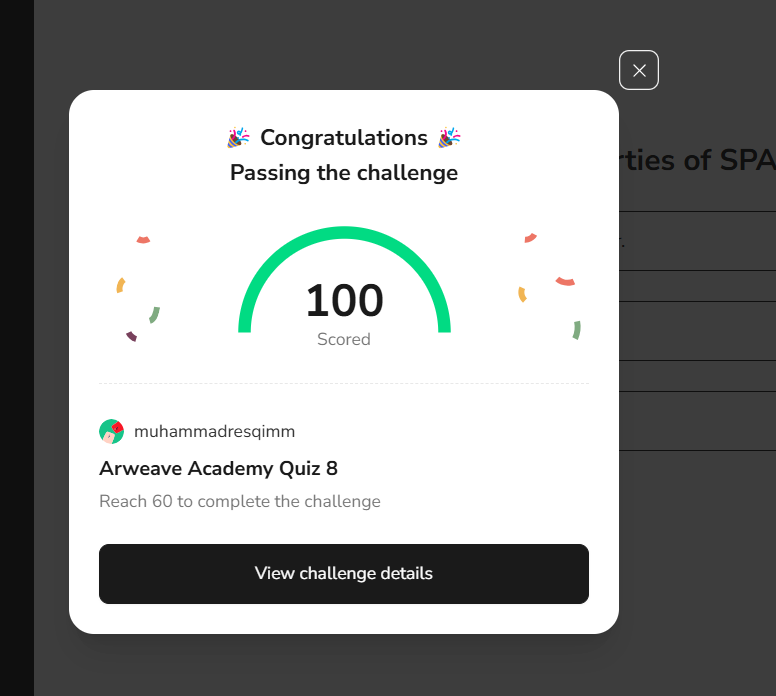 Congratulations
Passing the challenge
rties of SPA
100
Scored
muhammadresqimm
Arweave Academy Quiz 8
Reach 60 to complete the challenge
View challenge details